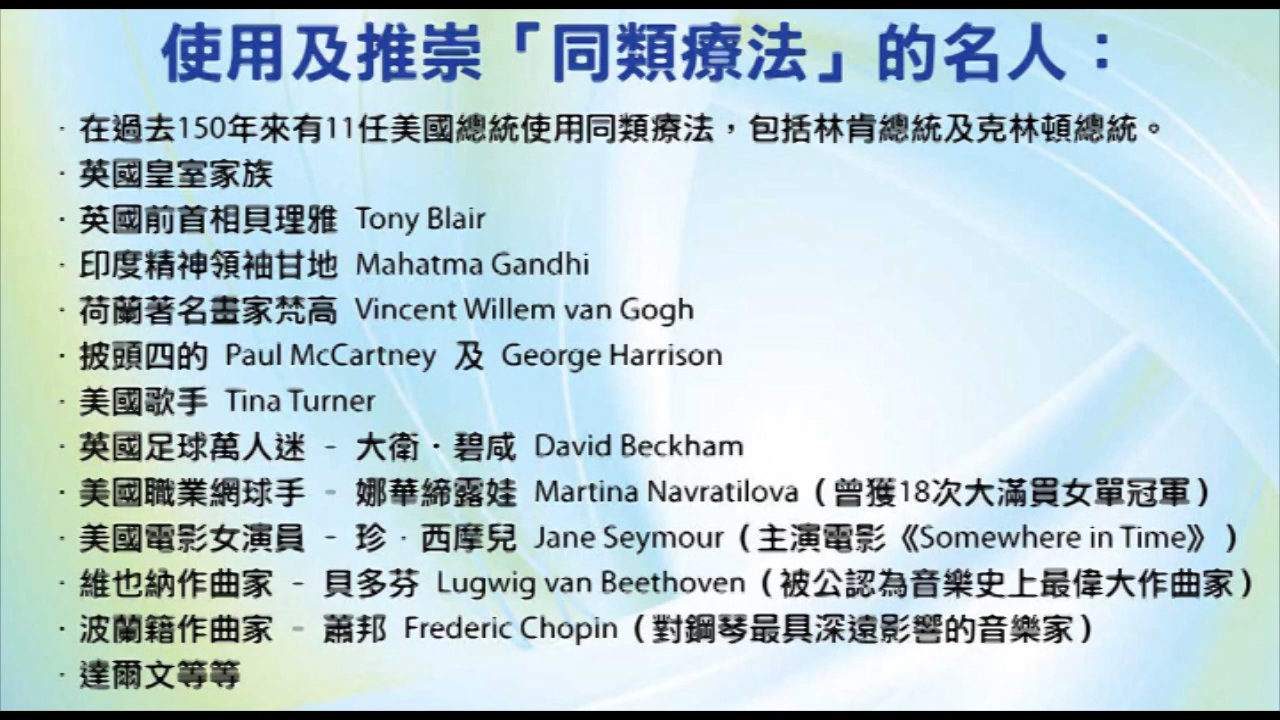 使用及推崇「同類療法」的名人：
· 在過去150年來有11任美國總統使用同類療法，包括林肯總統及克林頓總統。
· 英國皇室家族
· 英國前首相貝理雅 Tony Blair
· 印度精神領袖甘地 Mahatma Gandhi
· 荷蘭著名畫家梵高 Vincent Willem van Gogh
· 披頭四的 Paul McCartney 及 George Harrison
· 美國歌手 Tina Turner
· 英國足球萬人迷 - 大衛·碧咸 David Beckham
· 美國職業網球手 - 娜華締露娃 Martina Navratilova（曾獲18次大滿貫女單冠軍）
· 美國電影女演員 - 珍·西摩兒 Jane Seymour（主演電影《Somewhere in Time》）
· 維也納作曲家 - 貝多芬 Lugwig van Beethoven（被公認為音樂史上最偉大作曲家）
· 波蘭籍作曲家 - 蕭邦 Frederic Chopin（對鋼琴最具深遠影響的音樂家）
· 達爾文等等